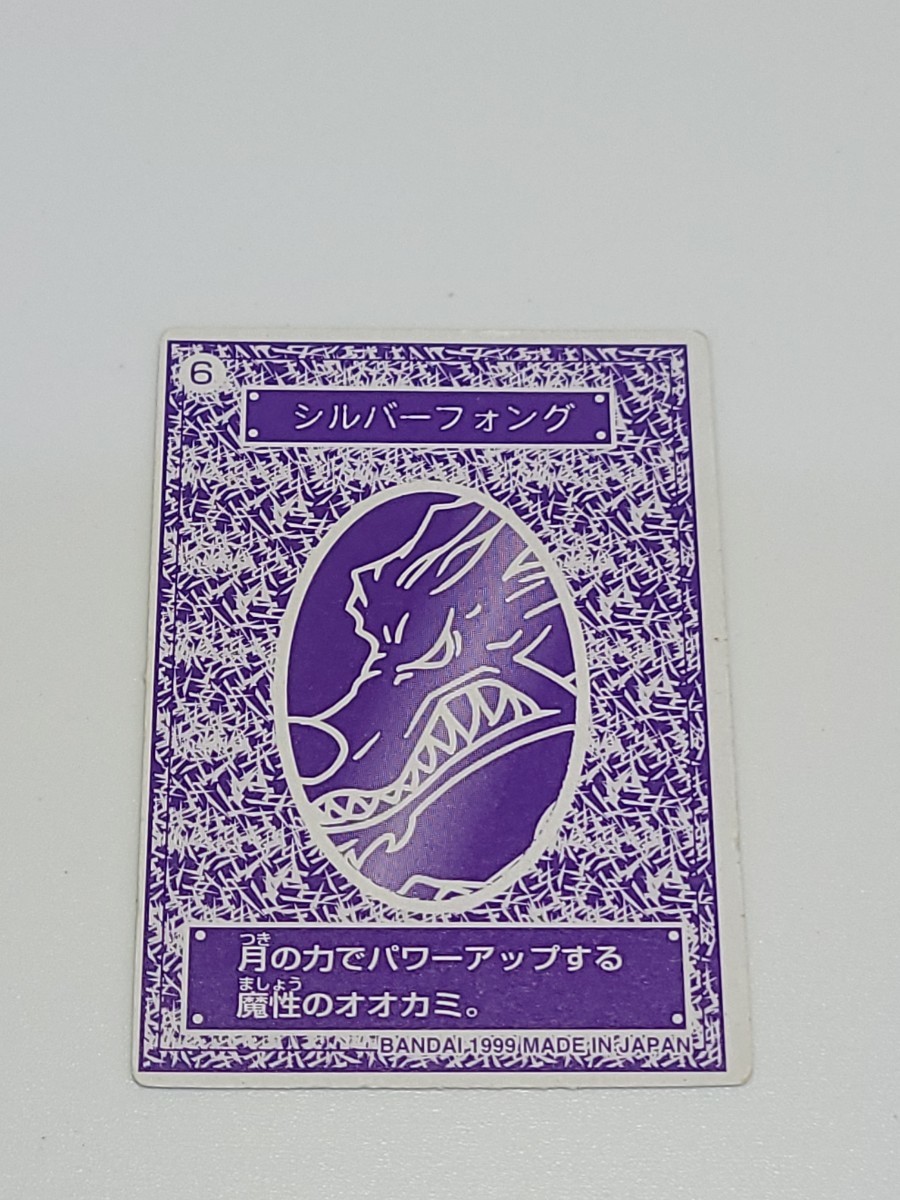 6
シルバーフォング
つき
月の力でパワーアップする
ましょう
魔性のオオカミ。
BANDAI 1999 MADE IN JAPAN